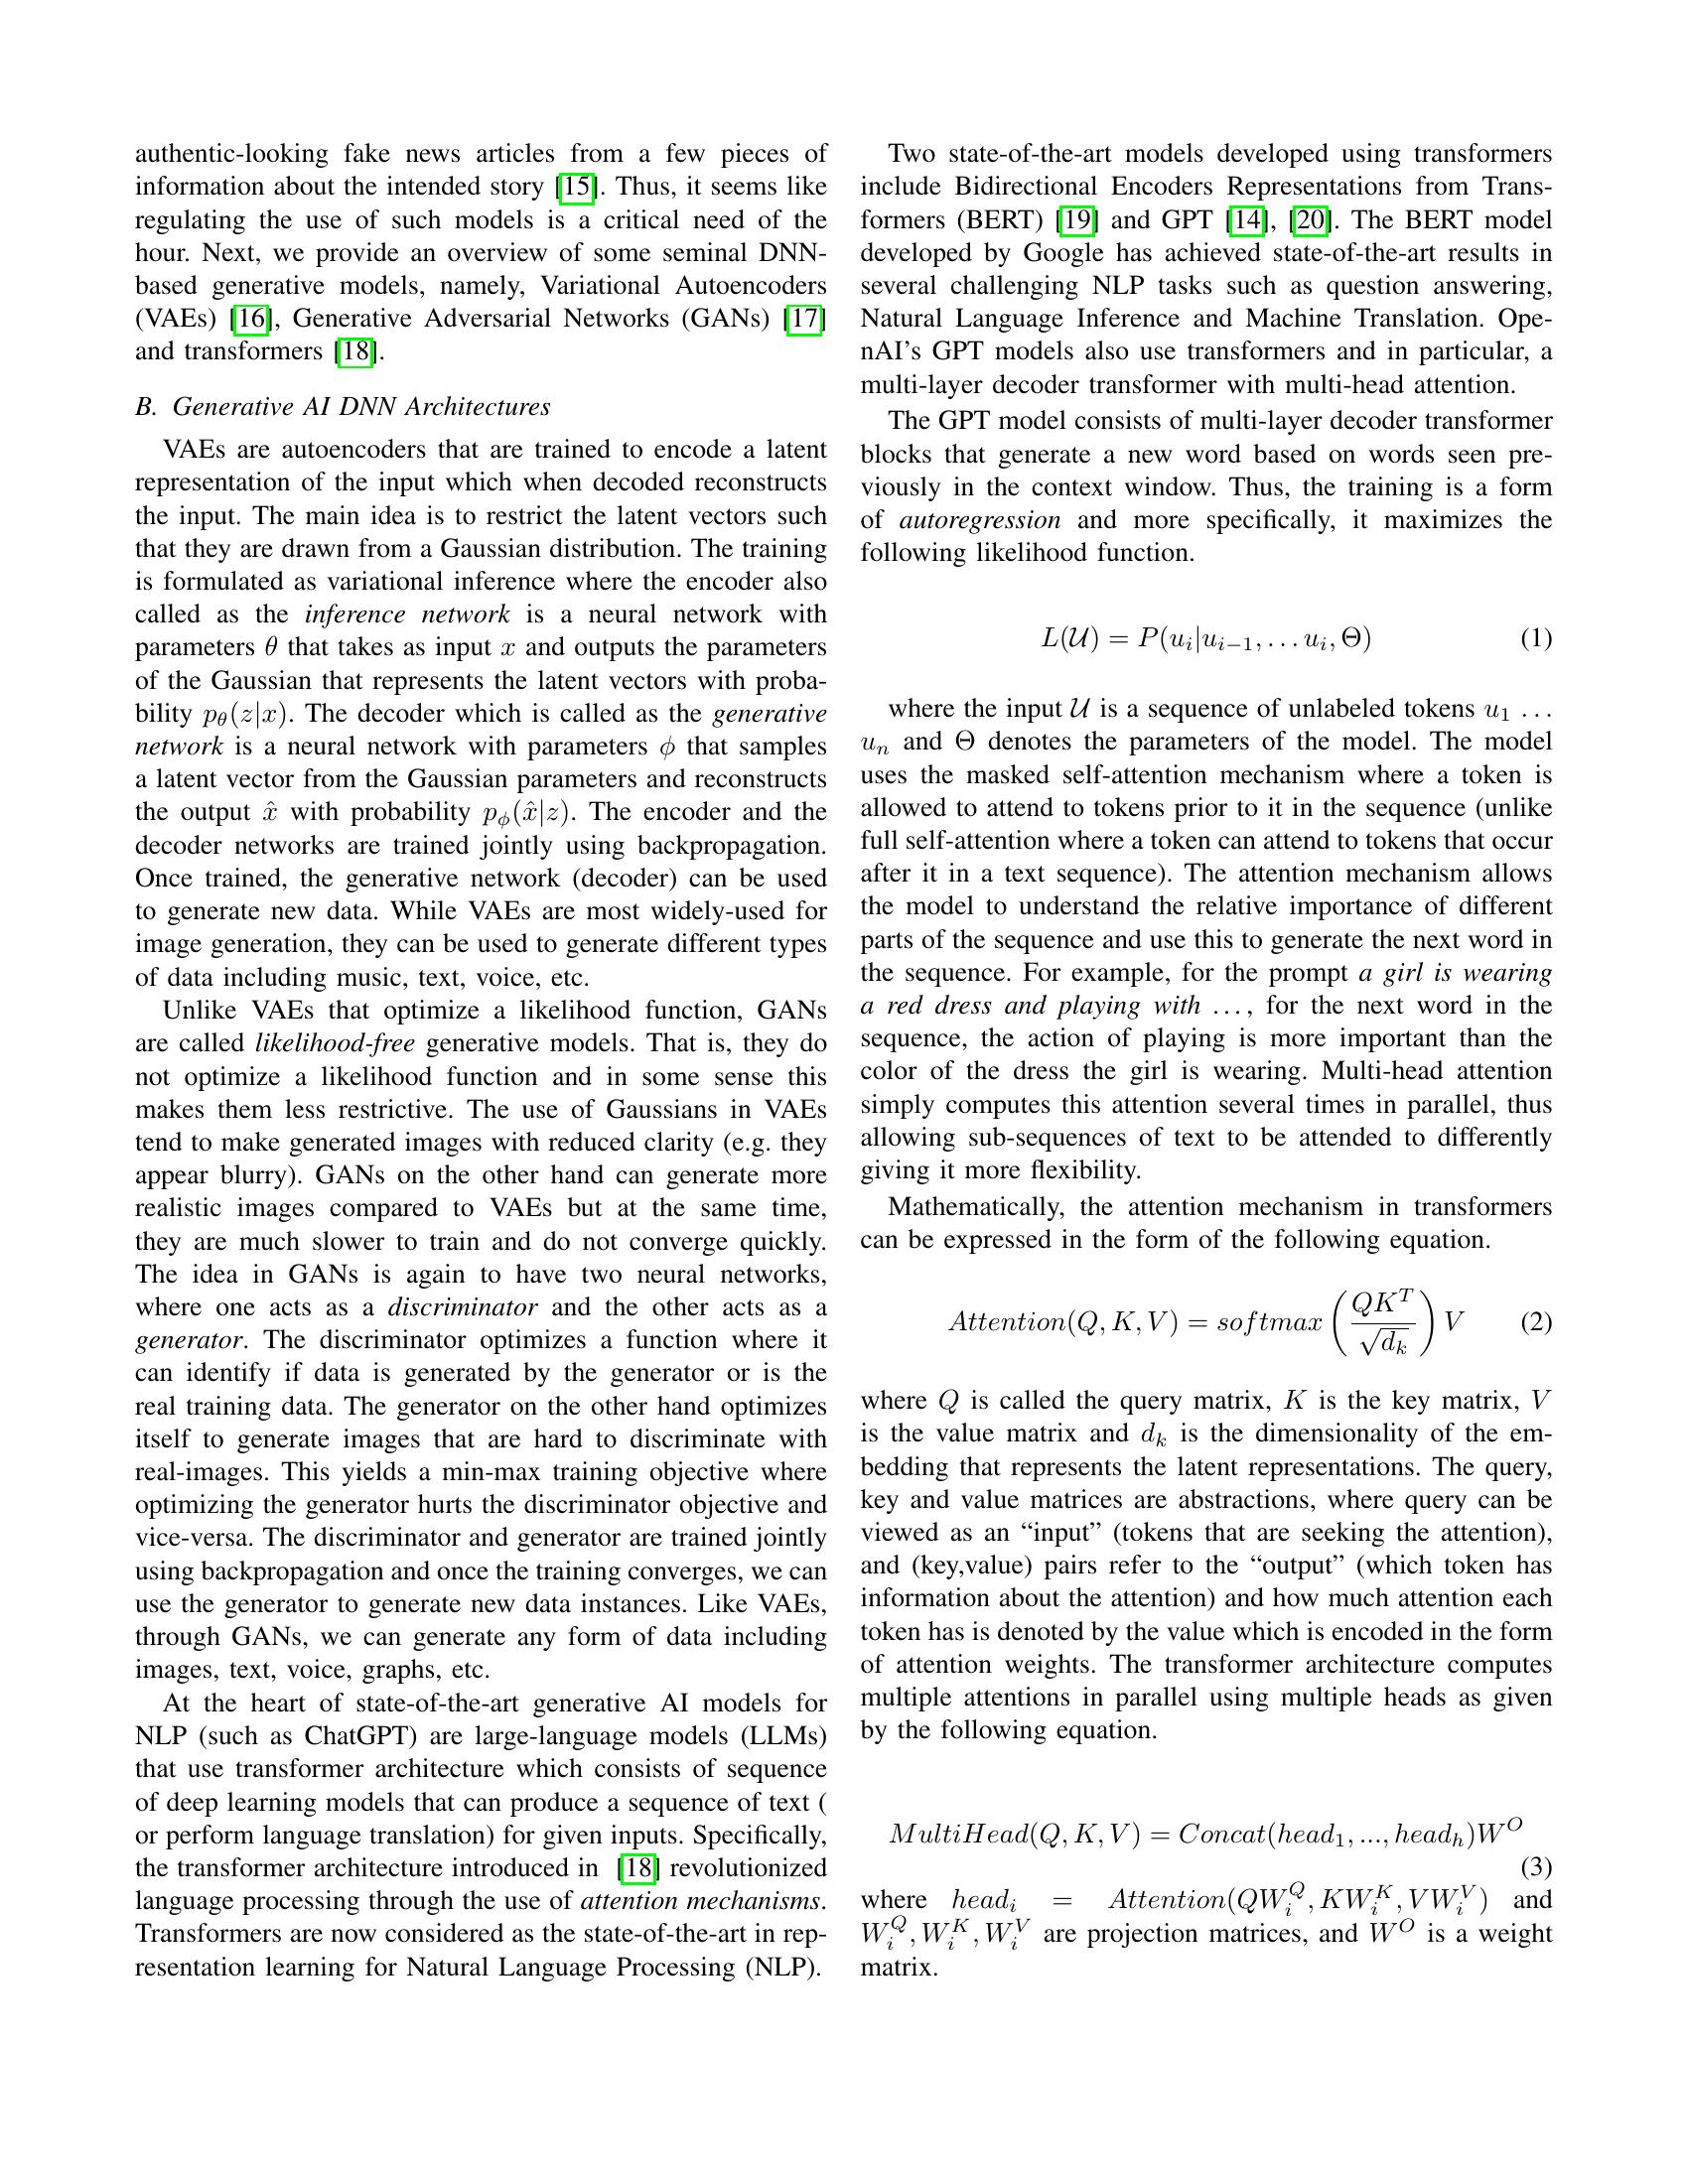 authentic-looking fake news articles from a few pieces of
information about the intended story [15]. Thus, it seems like
regulating the use of such models is a critical need of the
hour. Next, we provide an overview of some seminal DNN-
based generative models, namely, Variational Autoencoders
(VAEs) [16], Generative Adversarial Networks (GANs) [17]
and transformers [18].
B. Generative AI DNN Architectures
VAEs are autoencoders that are trained to encode a latent
representation of the input which when decoded reconstructs
the input. The main idea is to restrict the latent vectors such
that they are drawn from a Gaussian distribution. The training
is formulated as variational inference where the encoder also
called as the inference network is a neural network with
parameters θ that takes as input x and outputs the parameters
of the Gaussian that represents the latent vectors with proba-
bility p_θ(z|x). The decoder which is called as the generative
network is a neural network with parameters ϕ that samples
a latent vector from the Gaussian parameters and reconstructs
the output x̂ with probability p_ϕ(x̂|z). The encoder and the
decoder networks are trained jointly using backpropagation.
Once trained, the generative network (decoder) can be used
to generate new data. While VAEs are most widely-used for
image generation, they can be used to generate different types
of data including music, text, voice, etc.
Unlike VAEs that optimize a likelihood function, GANs
are called likelihood-free generative models. That is, they do
not optimize a likelihood function and in some sense this
makes them less restrictive. The use of Gaussians in VAEs
tend to make generated images with reduced clarity (e.g. they
appear blurry). GANs on the other hand can generate more
realistic images compared to VAEs but at the same time,
they are much slower to train and do not converge quickly.
The idea in GANs is again to have two neural networks,
where one acts as a discriminator and the other acts as a
generator. The discriminator optimizes a function where it
can identify if data is generated by the generator or is the
real training data. The generator on the other hand optimizes
itself to generate images that are hard to discriminate with
real-images. This yields a min-max training objective where
optimizing the generator hurts the discriminator objective and
vice-versa. The discriminator and generator are trained jointly
using backpropagation and once the training converges, we can
use the generator to generate new data instances. Like VAEs,
through GANs, we can generate any form of data including
images, text, voice, graphs, etc.
At the heart of state-of-the-art generative AI models for
NLP (such as ChatGPT) are large-language models (LLMs)
that use transformer architecture which consists of sequence
of deep learning models that can produce a sequence of text (
or perform language translation) for given inputs. Specifically,
the transformer architecture introduced in [18] revolutionized
language processing through the use of attention mechanisms.
Transformers are now considered as the state-of-the-art in rep-
resentation learning for Natural Language Processing (NLP).
Two state-of-the-art models developed using transformers
include Bidirectional Encoders Representations from Trans-
formers (BERT) [19] and GPT [14], [20]. The BERT model
developed by Google has achieved state-of-the-art results in
several challenging NLP tasks such as question answering,
Natural Language Inference and Machine Translation. Ope-
nAI's GPT models also use transformers and in particular, a
multi-layer decoder transformer with multi-head attention.
The GPT model consists of multi-layer decoder transformer
blocks that generate a new word based on words seen pre-
viously in the context window. Thus, the training is a form
of autoregression and more specifically, it maximizes the
following likelihood function.
L(𝒰) = P(u_i|u_{i−1}, … u_i, Θ) (1)
where the input 𝒰 is a sequence of unlabeled tokens u_1 …
u_n and Θ denotes the parameters of the model. The model
uses the masked self-attention mechanism where a token is
allowed to attend to tokens prior to it in the sequence (unlike
full self-attention where a token can attend to tokens that occur
after it in a text sequence). The attention mechanism allows
the model to understand the relative importance of different
parts of the sequence and use this to generate the next word in
the sequence. For example, for the prompt a girl is wearing
a red dress and playing with …, for the next word in the
sequence, the action of playing is more important than the
color of the dress the girl is wearing. Multi-head attention
simply computes this attention several times in parallel, thus
allowing sub-sequences of text to be attended to differently
giving it more flexibility.
Mathematically, the attention mechanism in transformers
can be expressed in the form of the following equation.
Attention(Q, K, V) = softmax(QK^T / √d_k) V (2)
where Q is called the query matrix, K is the key matrix, V
is the value matrix and d_k is the dimensionality of the em-
bedding that represents the latent representations. The query,
key and value matrices are abstractions, where query can be
viewed as an “input” (tokens that are seeking the attention),
and (key,value) pairs refer to the “output” (which token has
information about the attention) and how much attention each
token has is denoted by the value which is encoded in the form
of attention weights. The transformer architecture computes
multiple attentions in parallel using multiple heads as given
by the following equation.
MultiHead(Q, K, V) = Concat(head_1, ..., head_h)W^O
(3)
where head_i = Attention(QW_i^Q, KW_i^K, VW_i^V) and
W_i^Q, W_i^K, W_i^V are projection matrices, and W^O is a weight
matrix.